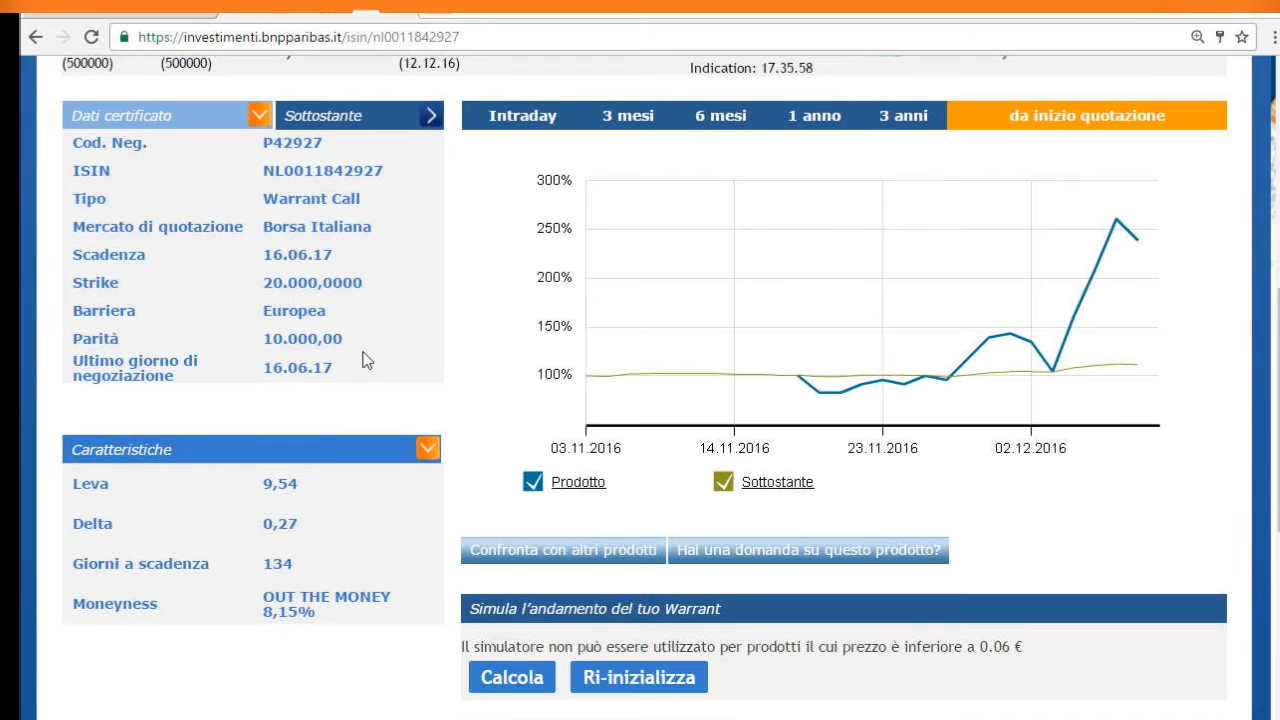 https://investimenti.bnpparibas.it/isin/nl0011842927
(500000) (500000) (12.12.16)
Indication: 17.35.58
Dati certificato Sottostante
Cod. Neg. P42927
ISIN NL0011842927
Tipo Warrant Call
Mercato di quotazione Borsa Italiana
Scadenza 16.06.17
Strike 20.000,0000
Barriera Europea
Parità 10.000,00
Ultimo giorno di negoziazione 16.06.17
Intraday 3 mesi 6 mesi 1 anno 3 anni da inizio quotazione
300%
250%
200%
150%
100%
03.11.2016 14.11.2016 23.11.2016 02.12.2016
Prodotto Sottostante
Caratteristiche
Leva 9,54
Delta 0,27
Giorni a scadenza 134
Moneyness OUT THE MONEY
8,15%
Confronta con altri prodotti Hai una domanda su questo prodotto?
Simula l’andamento del tuo Warrant
Il simulatore non può essere utilizzato per prodotti il cui prezzo è inferiore a 0.06 €
Calcola Ri-inizializza